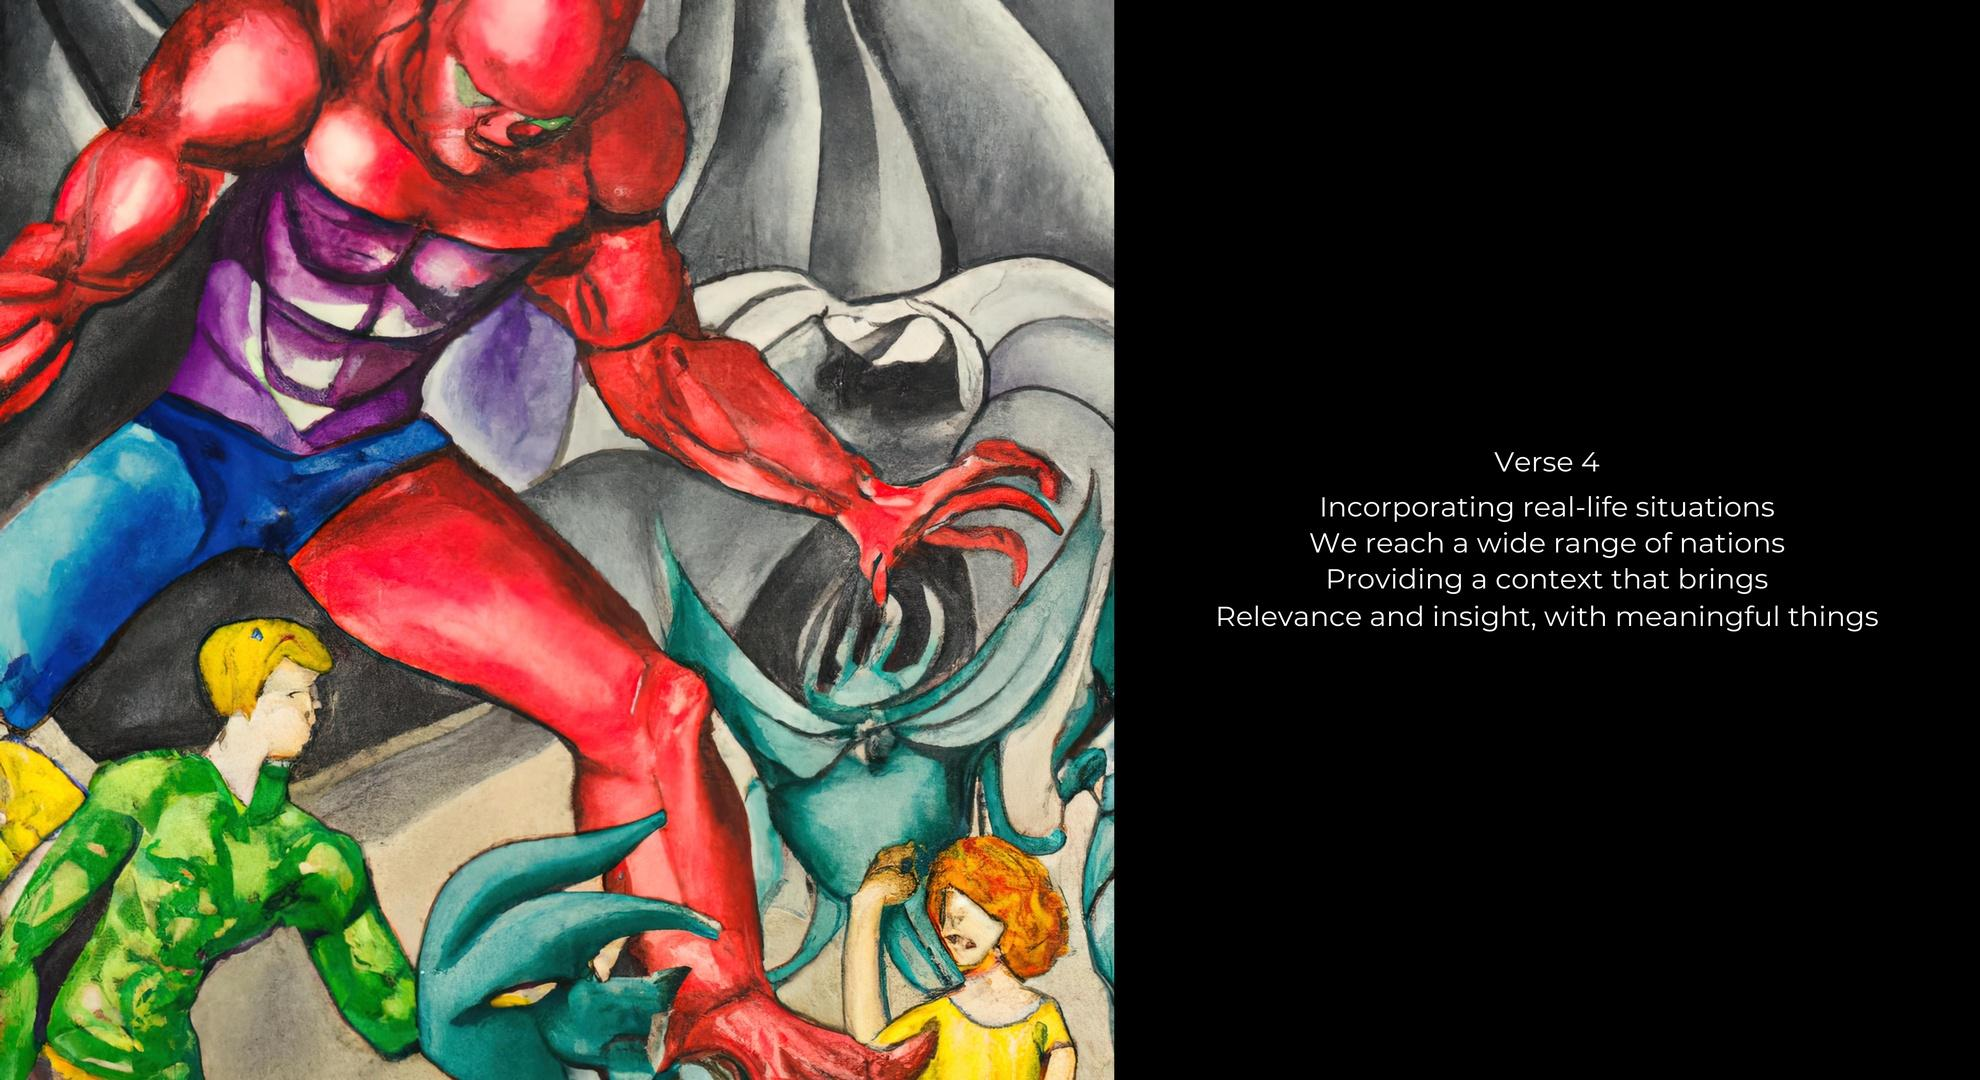 Verse 4
Incorporating real-life situations
We reach a wide range of nations
Providing a context that brings
Relevance and insight, with meaningful things